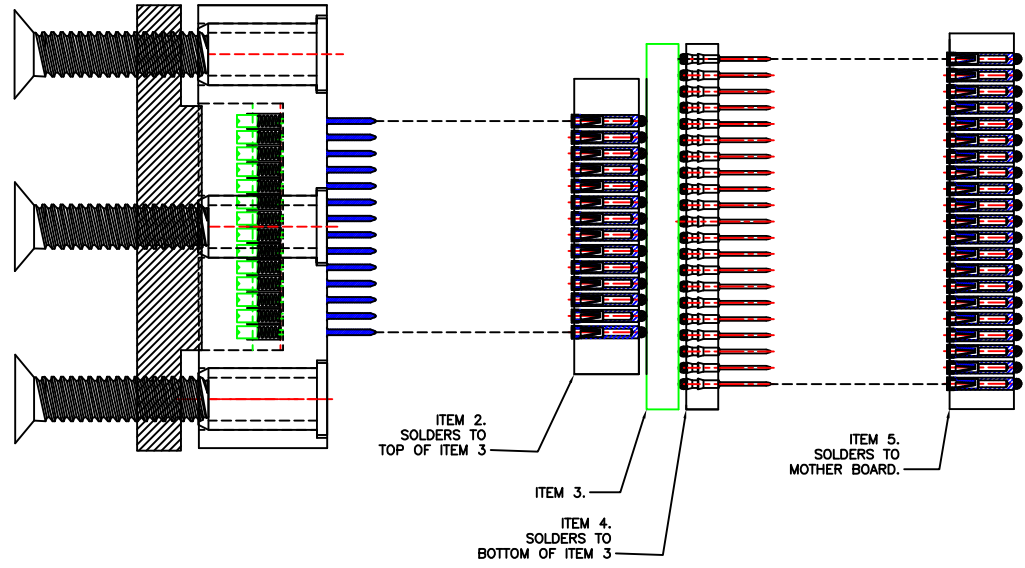 ITEM 2.
SOLDERS TO
TOP OF ITEM 3
ITEM 3.
ITEM 4.
SOLDERS TO
BOTTOM OF ITEM 3
ITEM 5.
SOLDERS TO
MOTHER BOARD.